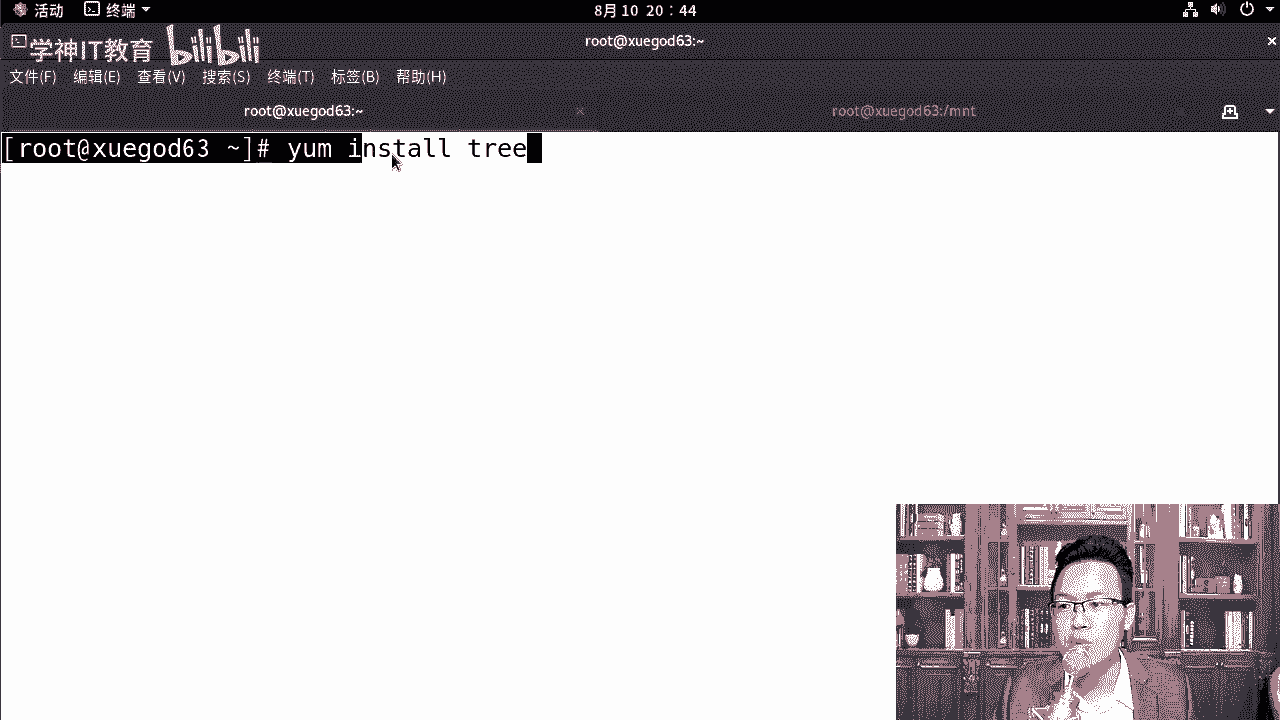 活动 终端 8月 10 20：44
root@xuegod63:~
学神IT教育 bilibili
文件(F) 编辑(E) 查看(V) 搜索(S) 终端(T) 标签(B) 帮助(H)
root@xuegod63:~ root@xuegod63:/mnt
[root@xuegod63 ~]# yum install tree